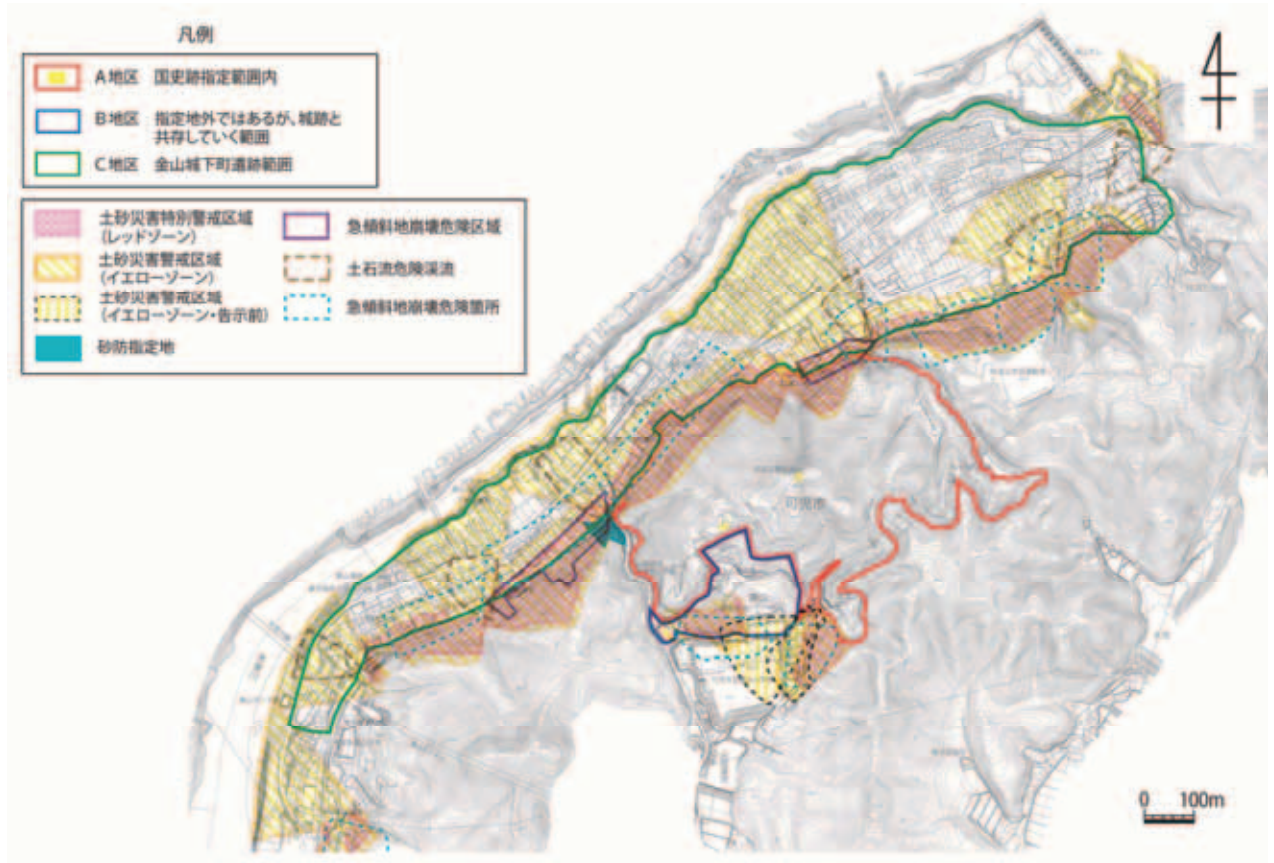 凡例
A地区 国史跡指定範囲内
B地区 指定地外ではあるが、城跡と
共存していく範囲
C地区 金山城下町遺跡範囲
土砂災害特別警戒区域
(レッドゾーン)
土砂災害警戒区域
(イエローゾーン)
土砂災害警戒区域
(イエローゾーン・告示前)
砂防指定地
急傾斜地崩壊危険区域
土石流危険渓流
急傾斜地崩壊危険箇所
可児市
0 100m